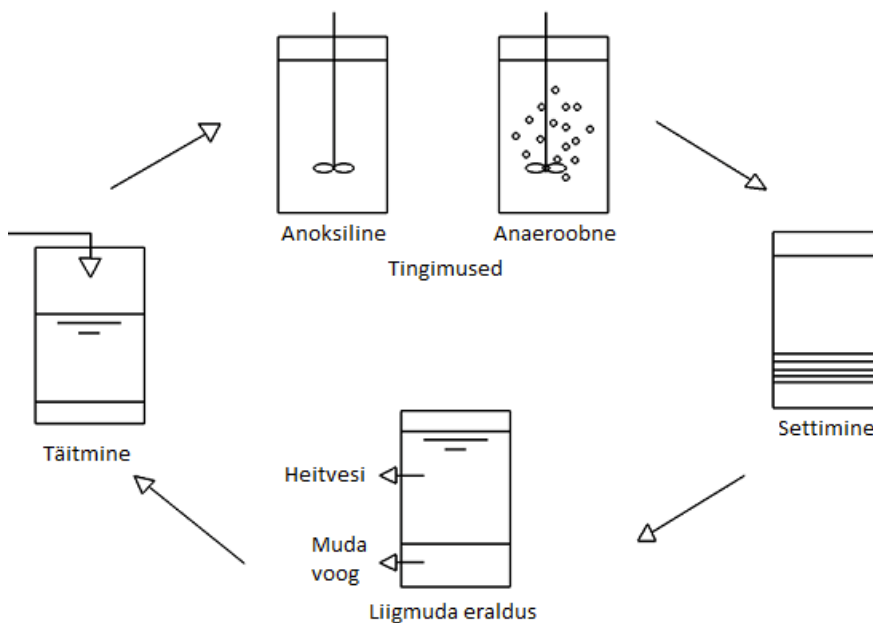 Anoksiline
Anaeroobne
Tingimused
Täitmine
Settimine
Heitvesi
Muda
voog
Liigmuda eraldus